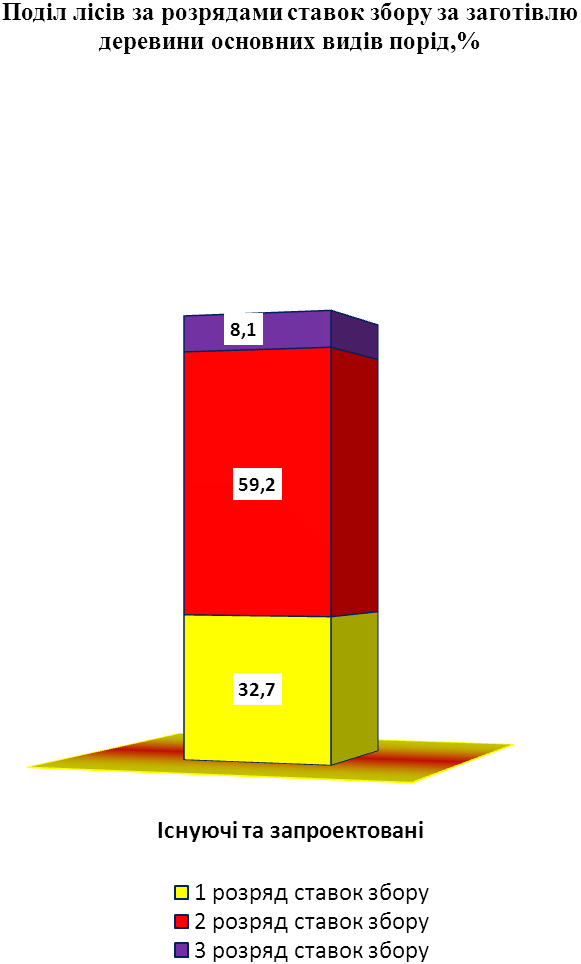 Поділ лісів за розрядами ставок збору за заготівлю
деревини основних видів порід,%
8,1
59,2
32,7
Існуючі та запроектовані
1 розряд ставок збору
2 розряд ставок збору
3 розряд ставок збору